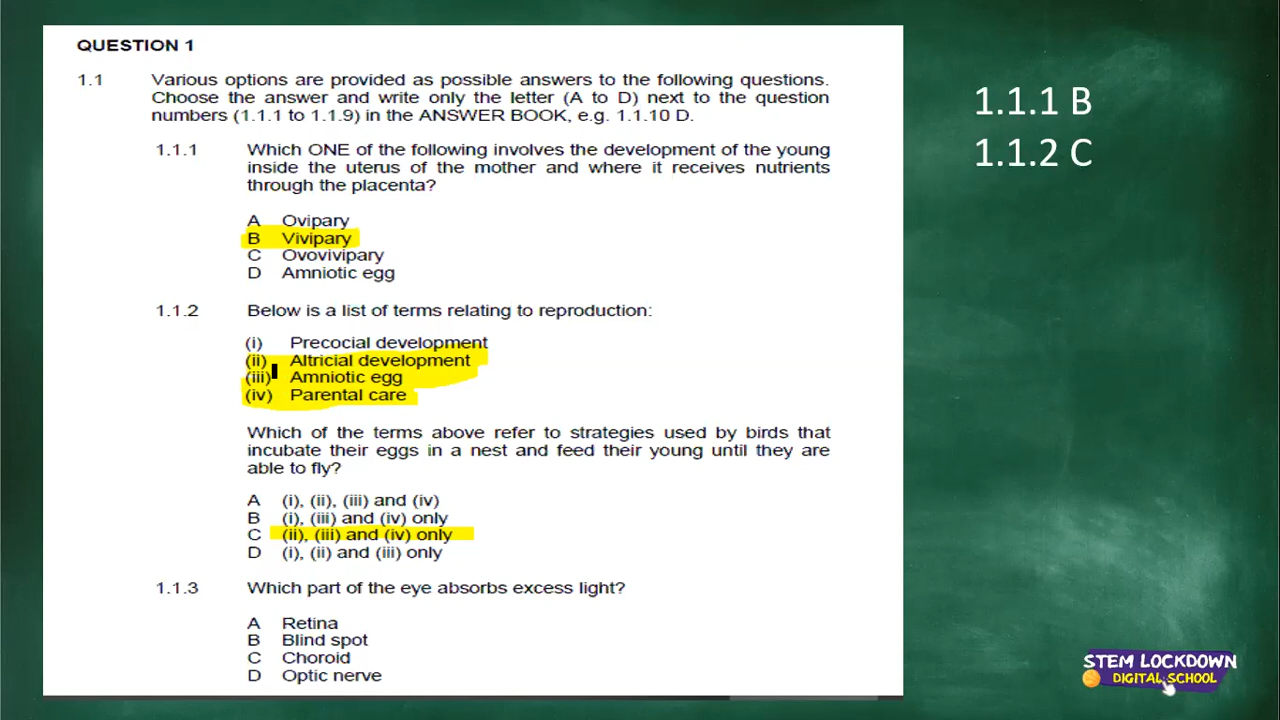 QUESTION 1
1.1 Various options are provided as possible answers to the following questions.
Choose the answer and write only the letter (A to D) next to the question
numbers (1.1.1 to 1.1.9) in the ANSWER BOOK, e.g. 1.1.10 D.
1.1.1 Which ONE of the following involves the development of the young
inside the uterus of the mother and where it receives nutrients
through the placenta?
A Ovipary
B Vivipary
C Ovovivipary
D Amniotic egg
1.1.2 Below is a list of terms relating to reproduction:
(i) Precocial development
(ii) Altricial development
(iii) Amniotic egg
(iv) Parental care
Which of the terms above refer to strategies used by birds that
incubate their eggs in a nest and feed their young until they are
able to fly?
A (i), (ii), (iii) and (iv)
B (i), (iii) and (iv) only
C (ii), (iii) and (iv) only
D (i), (ii) and (iii) only
1.1.3 Which part of the eye absorbs excess light?
A Retina
B Blind spot
C Choroid
D Optic nerve
1.1.1 B
1.1.2 C
STEM LOCKDOWN
DIGITAL SCHOOL